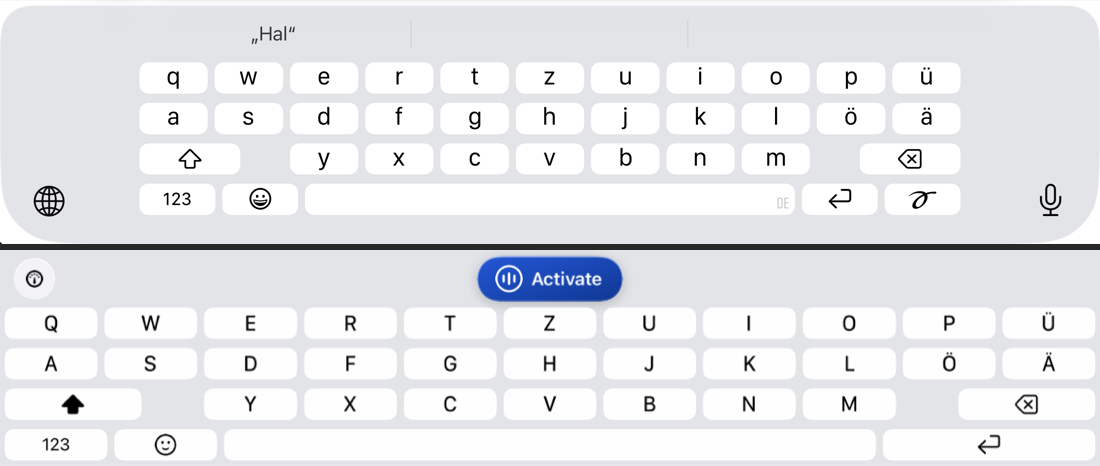 „Hal“
q w e r t z u i o p ü
a s d f g h j k l ö ä
y x c v b n m
123 DE
Activate
Q W E R T Z U I O P Ü
A S D F G H J K L Ö Ä
Y X C V B N M
123